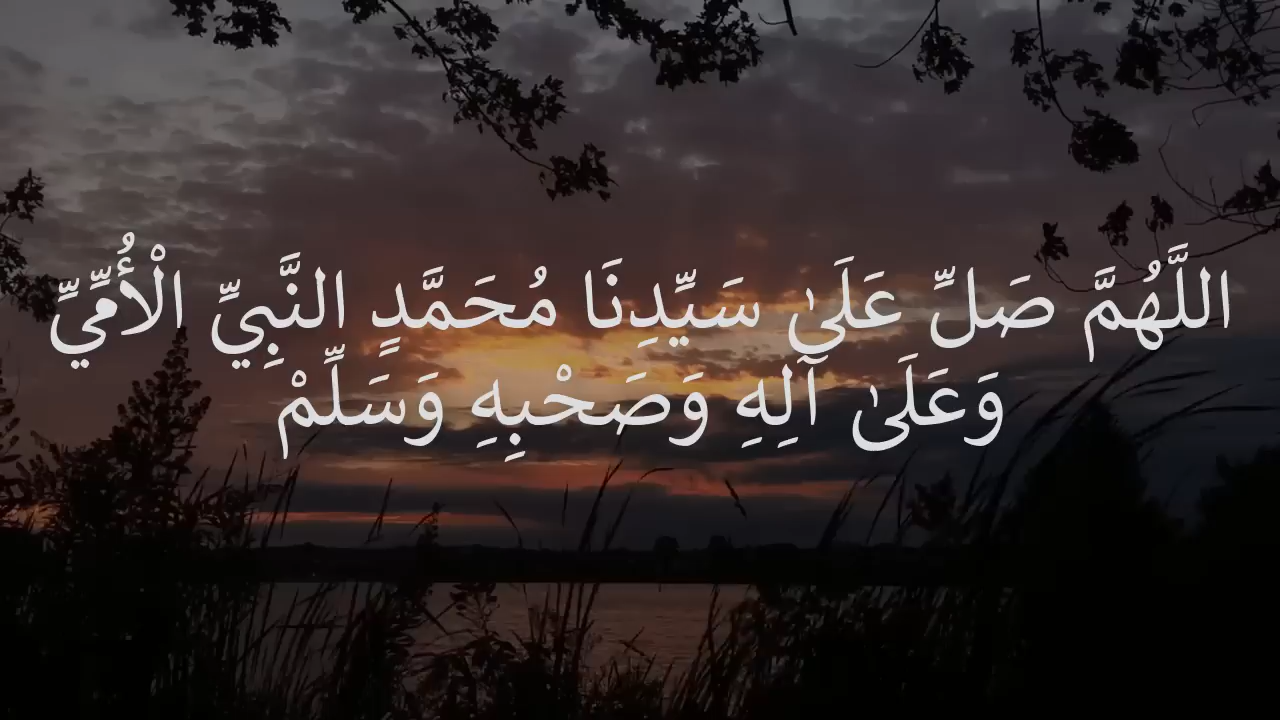 اللَّهُمَّ صَلِّ عَلَىٰ سَيِّدِنَا مُحَمَّدٍ النَّبِيِّ الْأُمِّيِّ
وَعَلَىٰ آلِهِ وَصَحْبِهِ وَسَلِّمْ